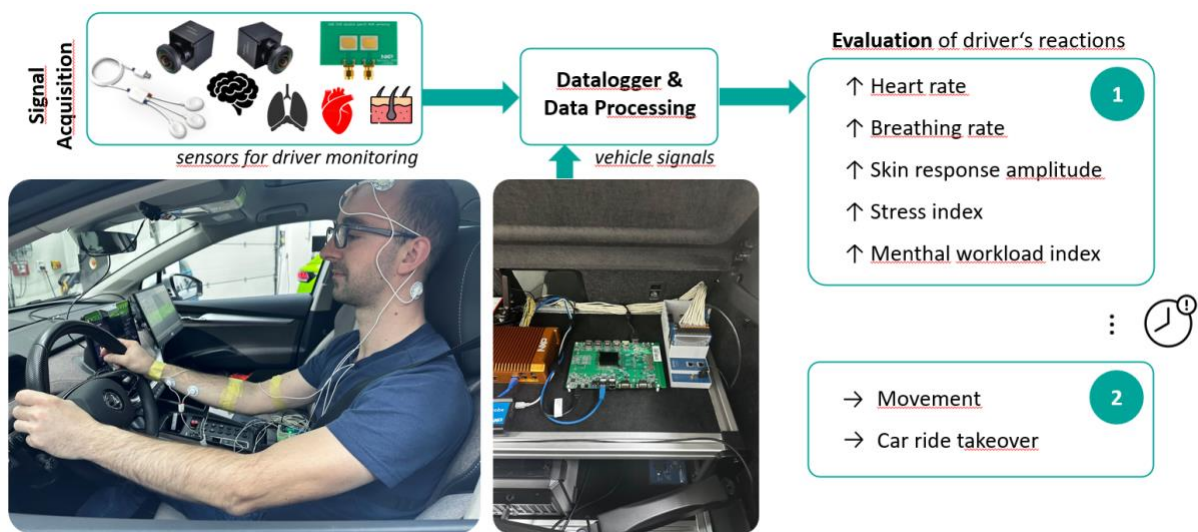 Signal
Acquisition
NXP
sensors for driver monitoring
Datalogger &
Data Processing
vehicle signals
Evaluation of driver‘s reactions
1
↑ Heart rate
↑ Breathing rate
↑ Skin response amplitude
↑ Stress index
↑ Menthal workload index
⋮
2
→ Movement
→ Car ride takeover